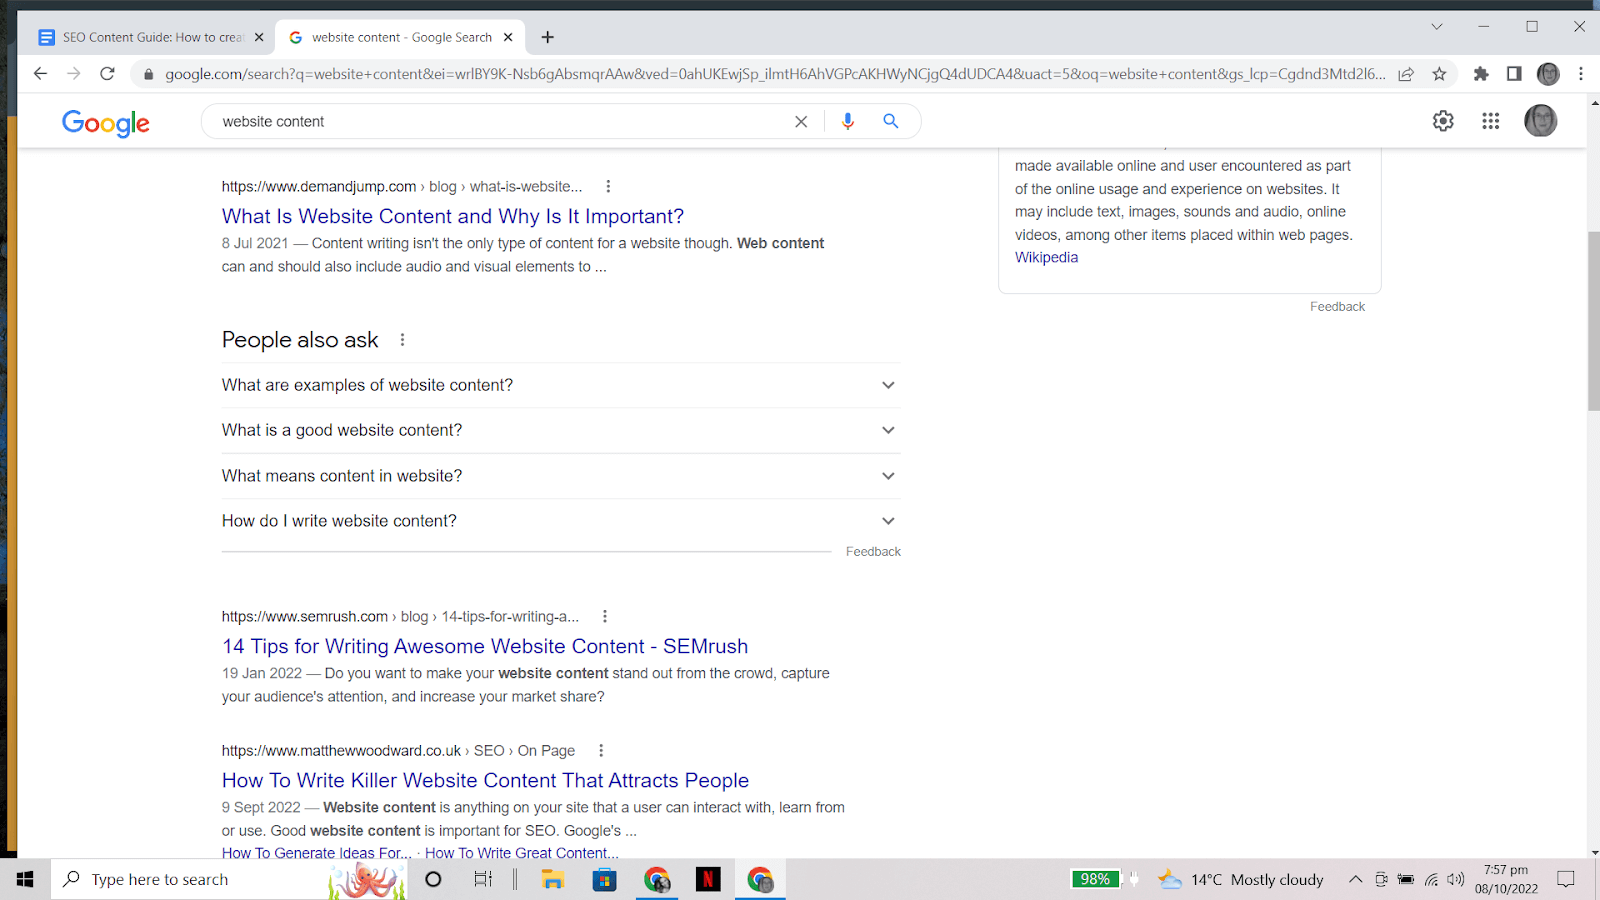 SEO Content Guide: How to crea
website content - Google Search
google.com/search?q=website+content&ei=wrlBY9K-Nsb6gAbsmqrAAw&ved=0ahUKEwjSp_ilmtH6AhVGPcAKHWyNCjgQ4dUDCA4&uact=5&oq=website+content&gs_lcp=Cgdnd3Mtd2l6...
Google
website content
made available online and user encountered as part
of the online usage and experience on websites. It
may include text, images, sounds and audio, online
videos, among other items placed within web pages.
Wikipedia
Feedback
https://www.demandjump.com › blog › what-is-website...
What Is Website Content and Why Is It Important?
8 Jul 2021 — Content writing isn't the only type of content for a website though. Web content
can and should also include audio and visual elements to ...
People also ask
What are examples of website content?
What is a good website content?
What means content in website?
How do I write website content?
Feedback
https://www.semrush.com › blog › 14-tips-for-writing-a...
14 Tips for Writing Awesome Website Content - SEMrush
19 Jan 2022 — Do you want to make your website content stand out from the crowd, capture
your audience's attention, and increase your market share?
https://www.matthewwoodward.co.uk › SEO › On Page
How To Write Killer Website Content That Attracts People
9 Sept 2022 — Website content is anything on your site that a user can interact with, learn from
or use. Good website content is important for SEO. Google's ...
How To Generate Ideas For... · How To Write Great Content...
Type here to search
N
98%
14°C Mostly cloudy
7:57 pm
08/10/2022